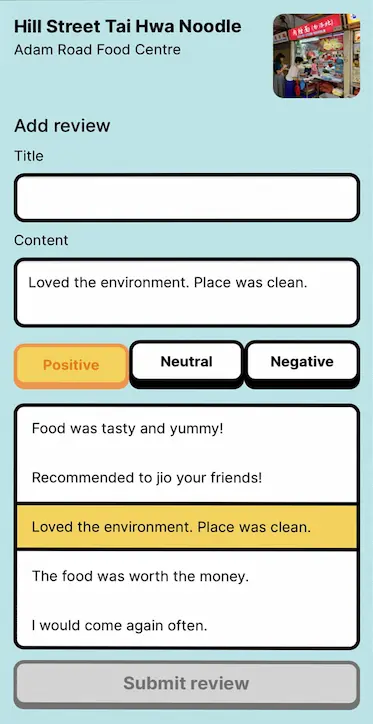 Hill Street Tai Hwa Noodle
Adam Road Food Centre
Add review
Title
Content
Loved the environment. Place was clean.
Positive
Neutral
Negative
Food was tasty and yummy!
Recommended to jio your friends!
Loved the environment. Place was clean.
The food was worth the money.
I would come again often.
Submit review